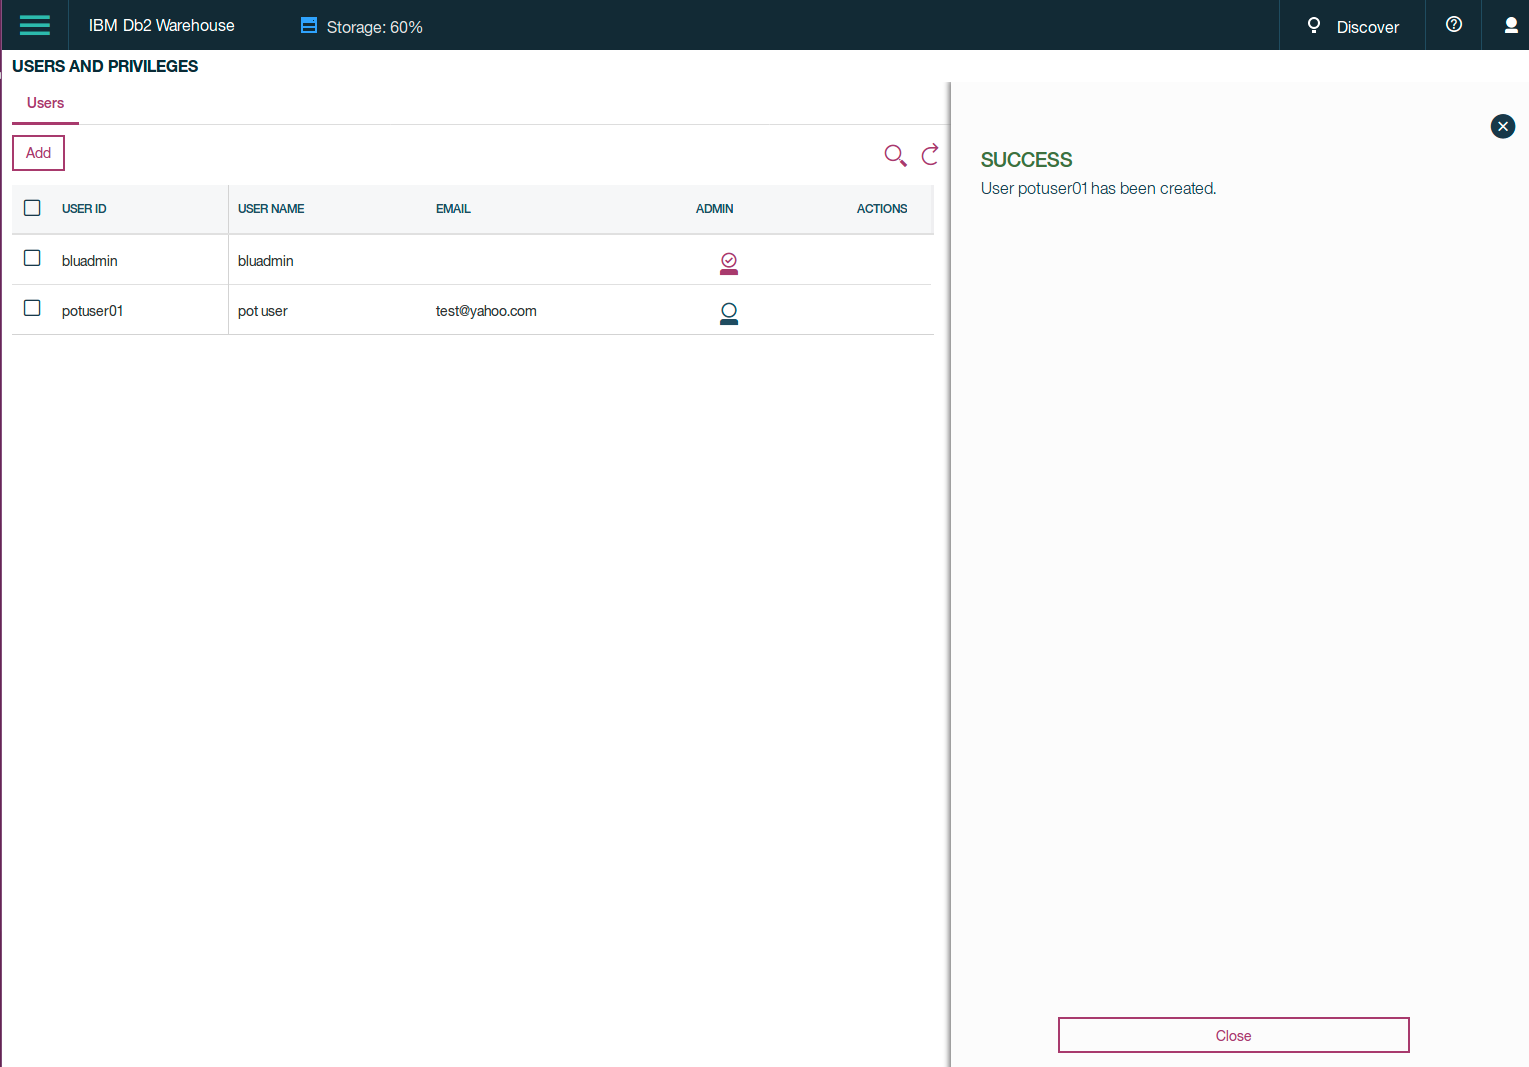 IBM Db2 Warehouse
Storage: 60%
Discover
USERS AND PRIVILEGES
Users
Add
USER ID USER NAME EMAIL ADMIN ACTIONS
bluadmin bluadmin
potuser01 pot user test@yahoo.com
SUCCESS
User potuser01 has been created.
Close